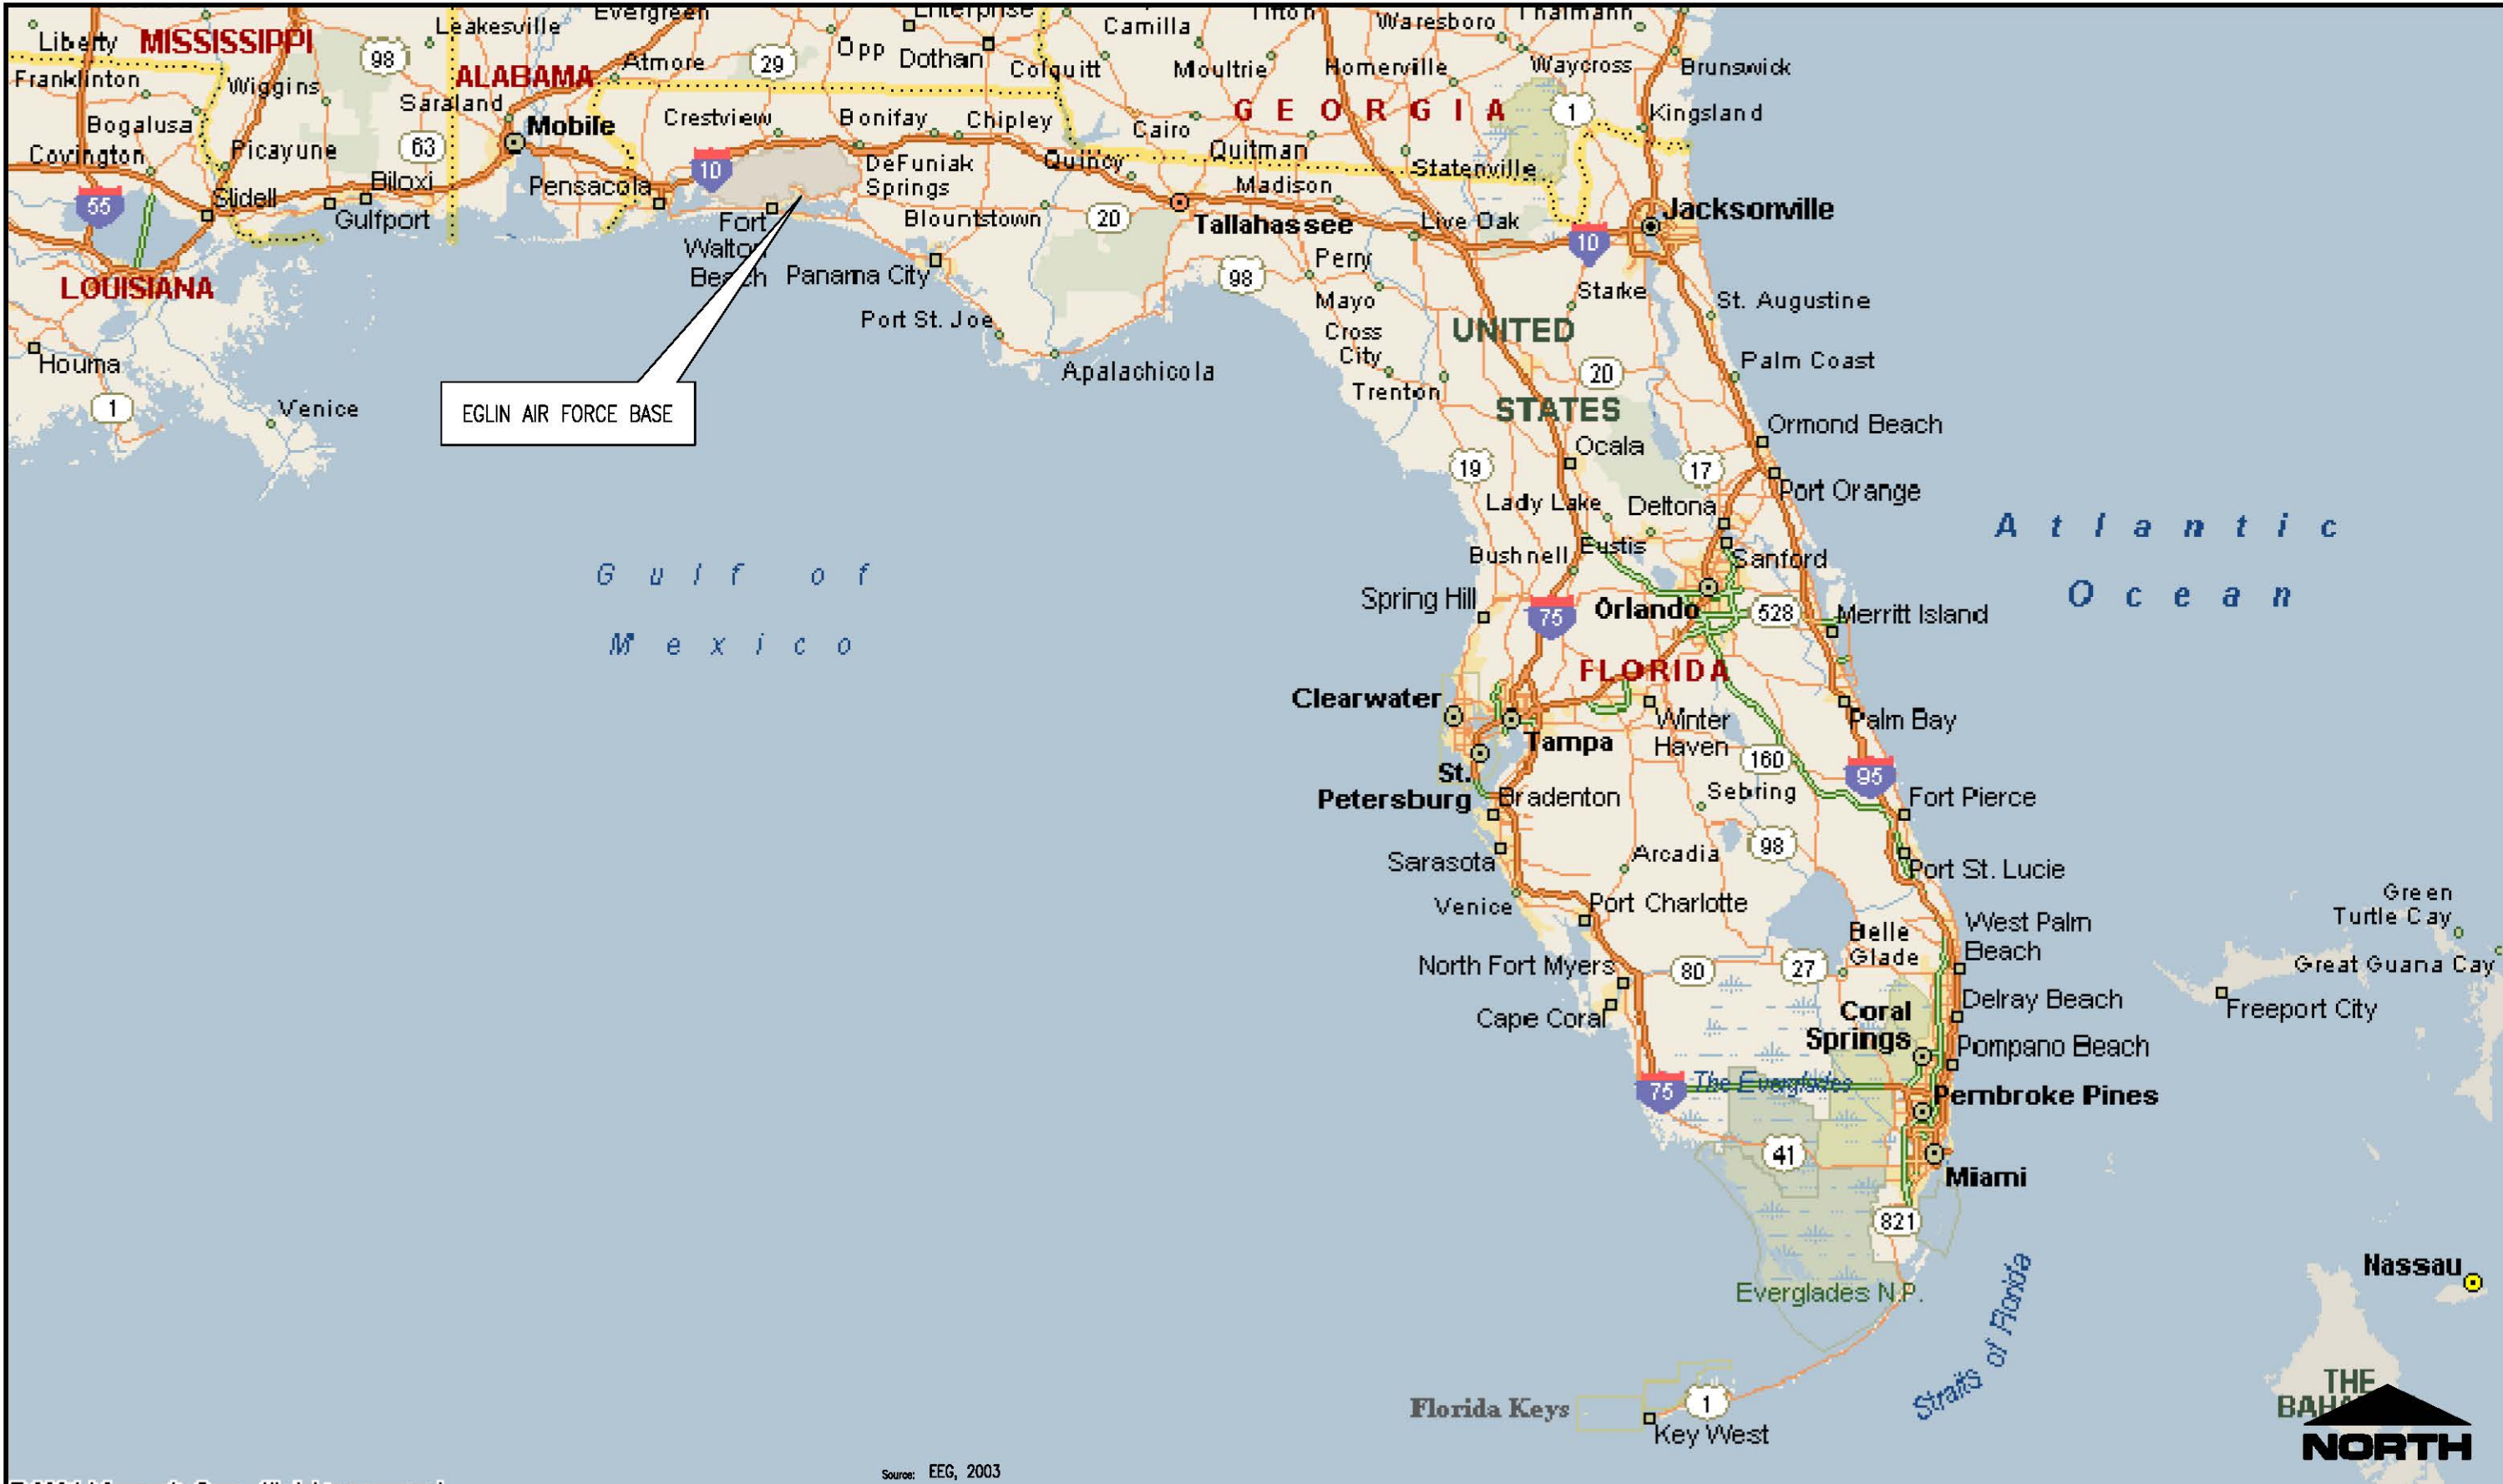 Liberty
MISSISSIPPI
98
Leakesville
Evergreen
Enterprise
Camilla
Tifton
Waresboro
Thalmann
Franklinton
Wiggins
ALABAMA
Atmore
29
Opp
Dothan
Colquitt
Moultrie
Homerville
Waycross
Brunswick
Saraland
Bogalusa
63
Mobile
Crestview
Bonifay
Chipley
Cairo
GEORGIA
1
Kingsland
Covington
Picayune
Biloxi
Quincy
Quitman
Statenville
55
Slidell
Gulfport
Pensacola
10
DeFuniak
Springs
Madison
Fort
Walton
Beach
Blountstown
20
Tallahassee
Live Oak
10
Jacksonville
LOUISIANA
Panama City
98
Perry
Mayo
Starke
St. Augustine
Port St. Joe
Cross
City
UNITED
STATES
Houma
Apalachicola
Trenton
20
Palm Coast
1
Venice
EGLIN AIR FORCE BASE
Ormond Beach
Ocala
19
17
Port Orange
Lady Lake
Deltona
Atlantic
Ocean
Bushnell
Eustis
Sanford
Gulf of
Mexico
Spring Hill
75
Orlando
528
Merritt Island
FLORIDA
Clearwater
Winter
Haven
Palm Bay
Tampa
160
St.
Petersburg
95
Bradenton
Sebring
Fort Pierce
Sarasota
Arcadia
98
Port St. Lucie
Venice
Port Charlotte
Green
Turtle Cay
Belle
Glade
West Palm
Beach
North Fort Myers
80
27
Great Guana Cay
Cape Coral
Coral
Springs
Delray Beach
Freeport City
Pompano Beach
75
The Everglades
Pembroke Pines
41
Miami
821
Everglades N.P.
Straits of Florida
Nassau
Florida Keys
1
Key West
THE
NORTH
Source: EEG, 2003